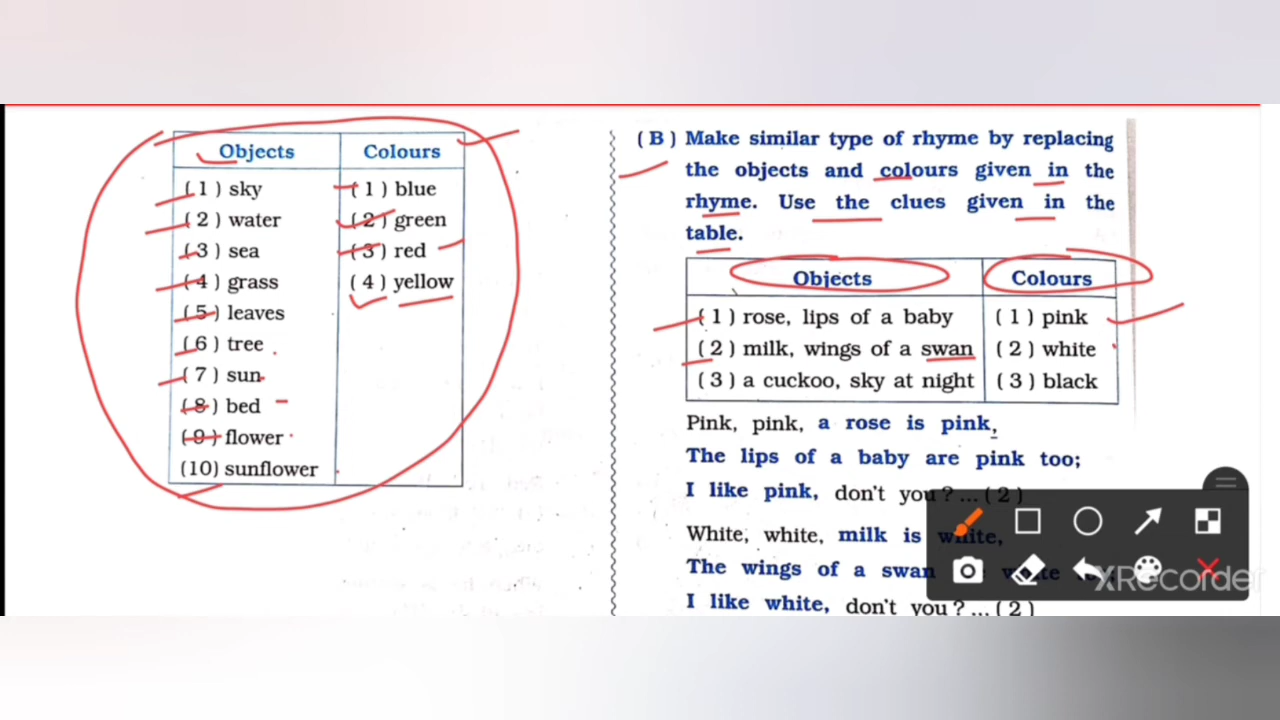 Objects Colours
(1) sky (1) blue
(2) water (2) green
(3) sea (3) red
(4) grass (4) yellow
(5) leaves
(6) tree
(7) sun
(8) bed
(9) flower
(10) sunflower
(B) Make similar type of rhyme by replacing
the objects and colours given in the
rhyme. Use the clues given in the
table.
Objects Colours
(1) rose, lips of a baby (1) pink
(2) milk, wings of a swan (2) white
(3) a cuckoo, sky at night (3) black
Pink, pink, a rose is pink,
The lips of a baby are pink too;
I like pink, don't you? ... (2)
White, white, milk is white,
The wings of a swan
I like white, don't you? ... (2)
XRecorder